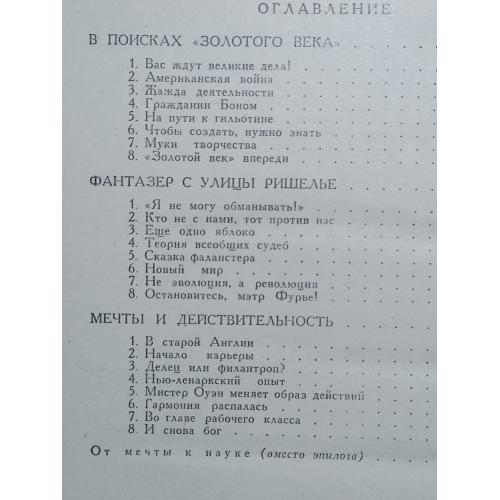 ОГЛАВЛЕНИЕ
В ПОИСКАХ «ЗОЛОТОГО ВЕКА»
1. Вас ждут великие дела!
2. Американская война
3. Жажда деятельности
4. Гражданин Боном
5. На пути к гильотине
6. Чтобы создать, нужно знать
7. Муки творчества
8. «Золотой век» впереди
ФАНТАЗЕР С УЛИЦЫ РИШЕЛЬЕ
1. «Я не могу обманывать!»
2. Кто не с нами, тот против нас
3. Еще одно яблоко
4. Теория всеобщих судеб
5. Сказка фаланстера
6. Новый мир
7. Не эволюция, а революция
8. Остановитесь, мэтр Фурье!
МЕЧТЫ И ДЕЙСТВИТЕЛЬНОСТЬ
1. В старой Англии
2. Начало карьеры
3. Делец или филантроп?
4. Нью-ленаркский опыт
5. Мистер Оуэн меняет образ действий
6. Гармония распалась
7. Во главе рабочего класса
8. И снова бог
От мечты к науке (вместо эпилога)